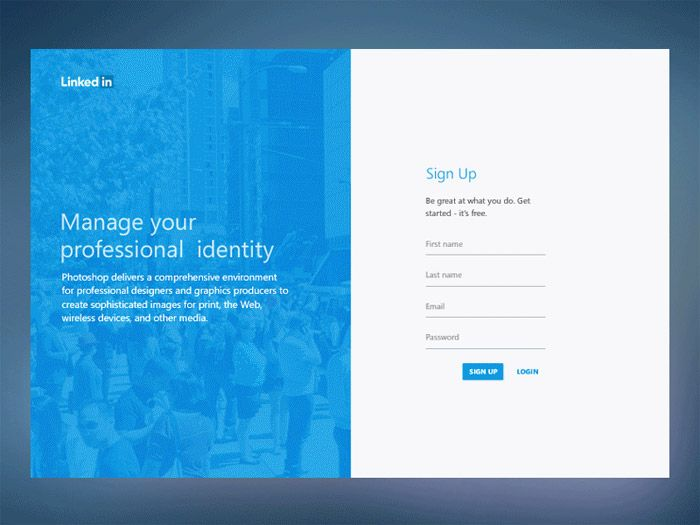 Linked in
Manage your
professional identity
Photoshop delivers a comprehensive environment
for professional designers and graphics producers to
create sophisticated images for print, the Web,
wireless devices, and other media.
Sign Up
Be great at what you do. Get
started - it's free.
First name
Last name
Email
Password
SIGN UP LOGIN